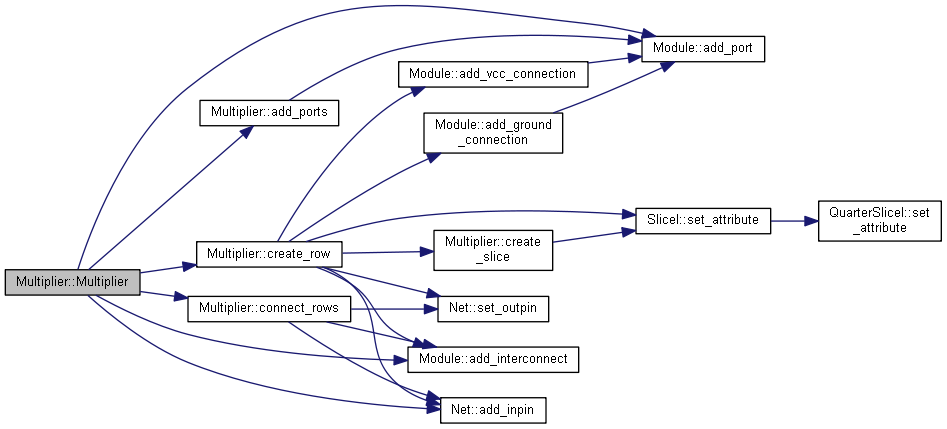 Multiplier::Multiplier
Multiplier::add_ports
Multiplier::create_row
Multiplier::connect_rows
Module::add_port
Module::add_vcc_connection
Module::add_ground
_connection
Multiplier::create
_slice
Net::set_outpin
Module::add_interconnect
Net::add_inpin
Slicel::set_attribute
QuarterSlicel::set
_attribute